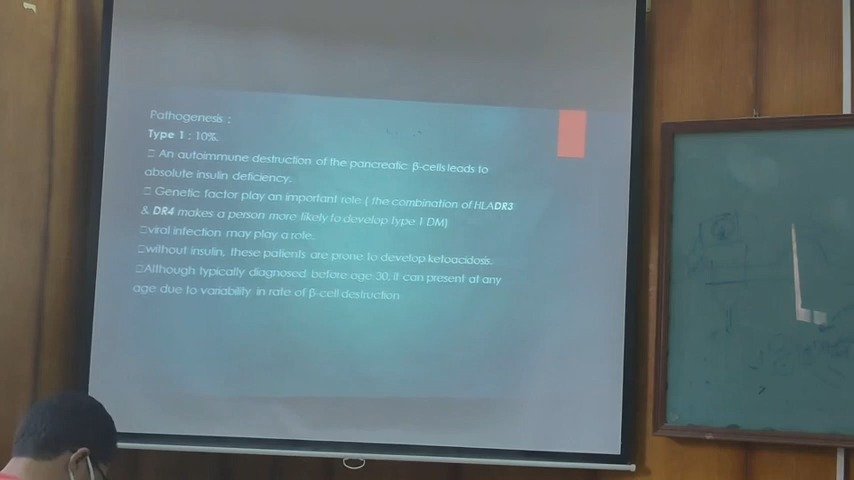 Pathogenesis :
Type 1 : 10%.
□ An autoimmune destruction of the pancreatic β-cells leads to
absolute insulin deficiency.
□ Genetic factor play an important role ( the combination of HLADR3
& DR4 makes a person more likely to develop type 1 DM)
□viral infection may play a role.
□without insulin, these patients are prone to develop ketoacidosis.
□Although typically diagnosed before age 30, it can present at any
age due to variability in rate of β-cell destruction